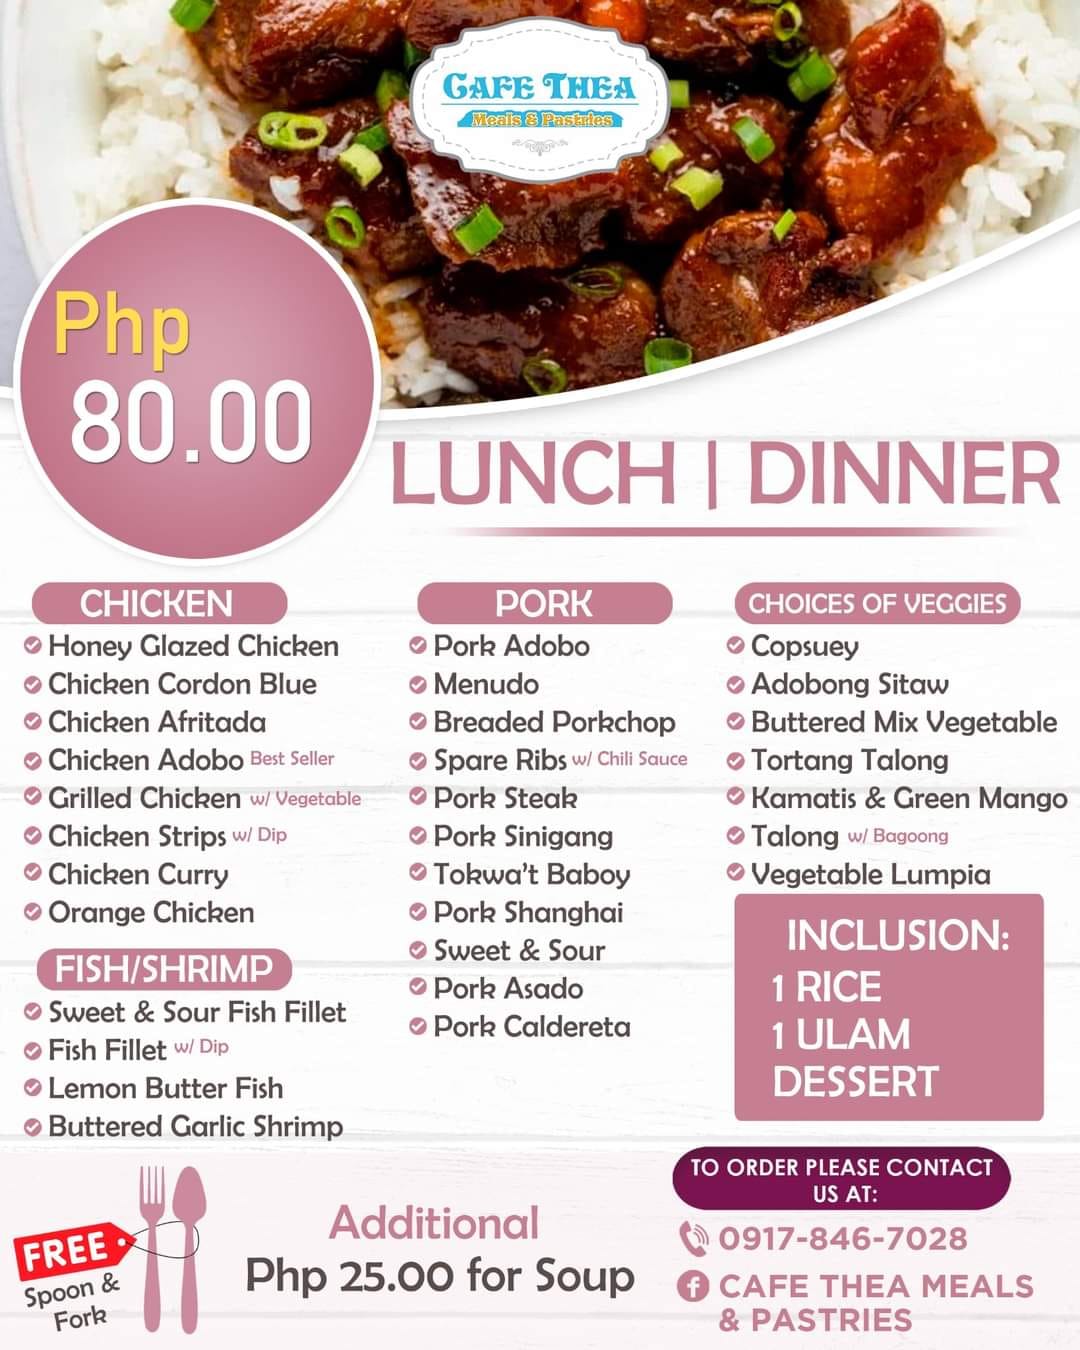 CAFE THEA
Meals & Pastries
Php
80.00
LUNCH | DINNER
CHICKEN
Honey Glazed Chicken
Chicken Cordon Blue
Chicken Afritada
Chicken Adobo Best Seller
Grilled Chicken w/ Vegetable
Chicken Strips w/ Dip
Chicken Curry
Orange Chicken
FISH/SHRIMP
Sweet & Sour Fish Fillet
Fish Fillet w/ Dip
Lemon Butter Fish
Buttered Garlic Shrimp
PORK
Pork Adobo
Menudo
Breaded Porkchop
Spare Ribs w/ Chili Sauce
Pork Steak
Pork Sinigang
Tokwa't Baboy
Pork Shanghai
Sweet & Sour
Pork Asado
Pork Caldereta
CHOICES OF VEGGIES
Copsuey
Adobong Sitaw
Buttered Mix Vegetable
Tortang Talong
Kamatis & Green Mango
Talong w/ Bagoong
Vegetable Lumpia
INCLUSION:
1 RICE
1 ULAM
DESSERT
FREE
Spoon &
Fork
Additional
Php 25.00 for Soup
TO ORDER PLEASE CONTACT
US AT:
0917-846-7028
CAFE THEA MEALS
& PASTRIES